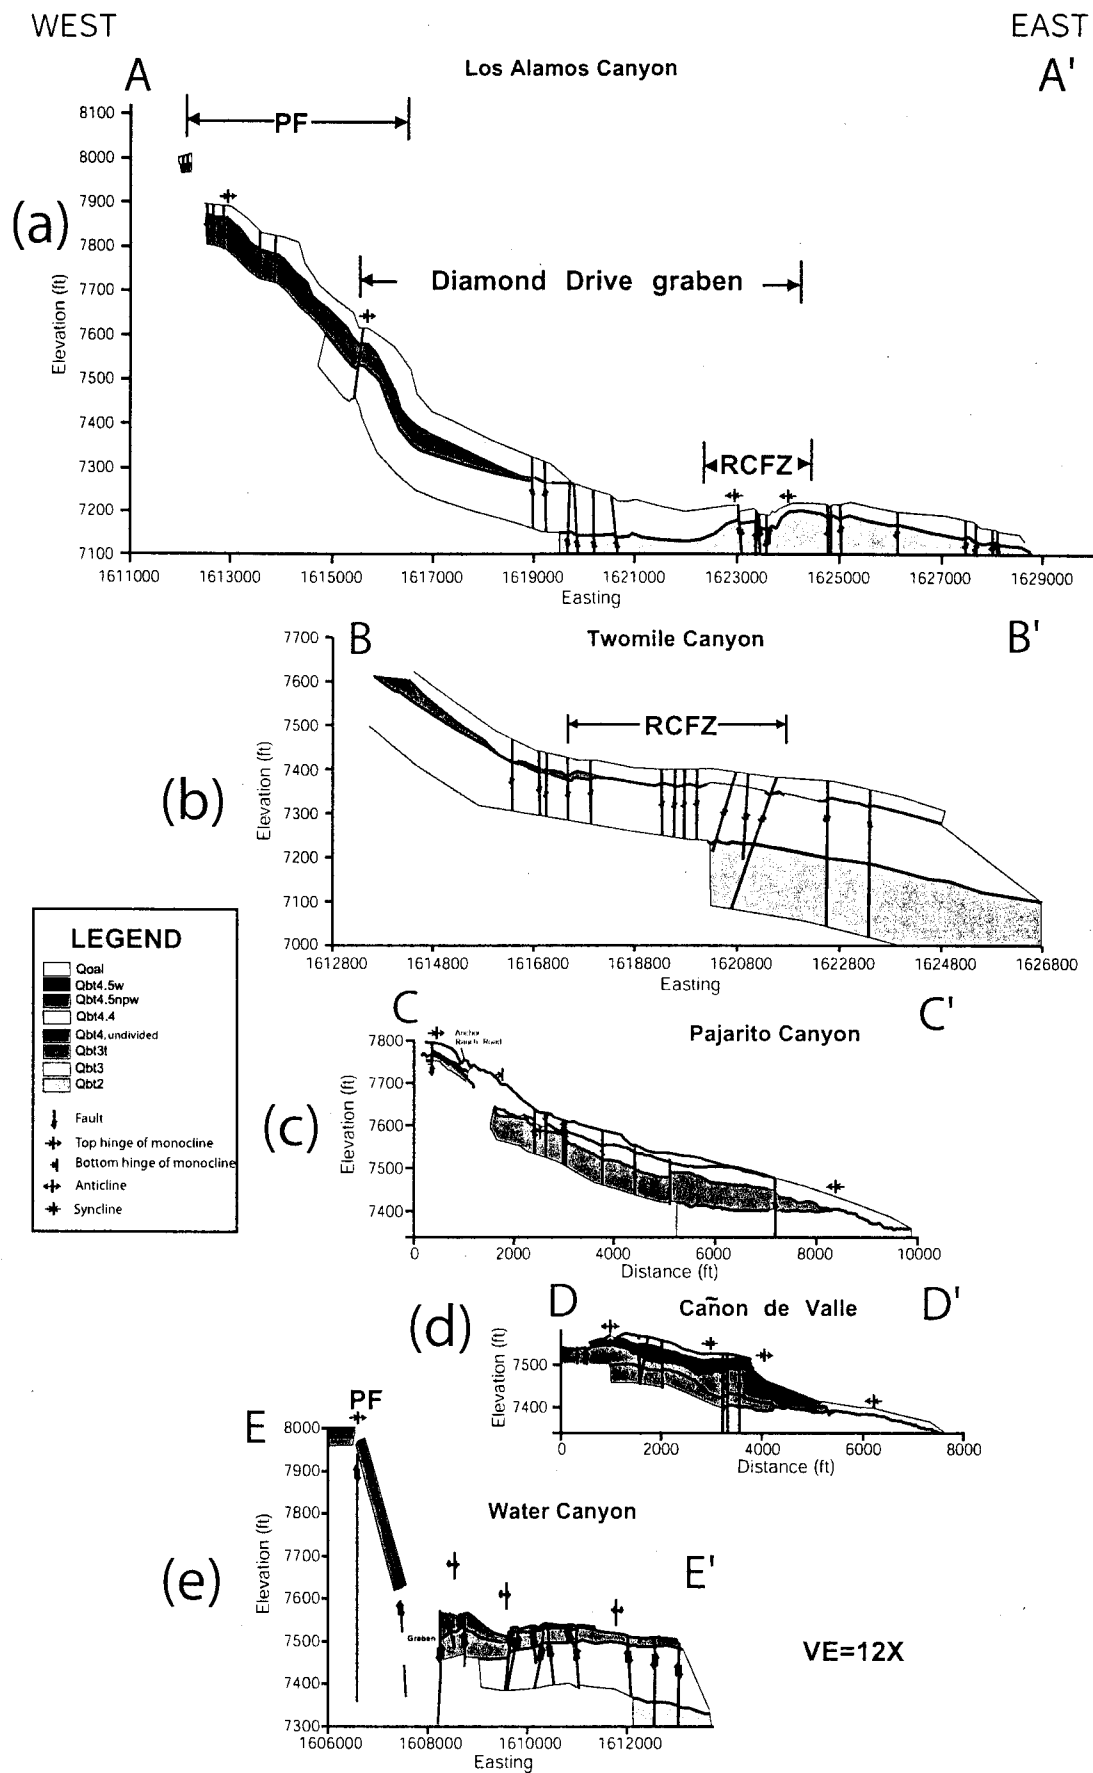 WEST EAST
A Los Alamos Canyon A'
(a)
PF
Diamond Drive graben
RCFZ
Elevation (ft)
8100
8000
7900
7800
7700
7600
7500
7400
7300
7200
7100
1611000 1613000 1615000 1617000 1619000 1621000 1623000 1625000 1627000 1629000
Easting
B Twomile Canyon B'
(b)
RCFZ
Elevation (ft)
7700
7600
7500
7400
7300
7200
7100
7000
1612800 1614800 1616800 1618800 1620800 1622800 1624800 1626800
Easting
LEGEND
Qoal
Qbt4.5w
Qbt4.5npw
Qbt4.4
Qbt4, undivided
Qbt3t
Qbt3
Qbt2
Fault
Top hinge of monocline
Bottom hinge of monocline
Anticline
Syncline
C Pajarito Canyon C'
(c)
Anchor
Ranch Road
Elevation (ft)
7800
7700
7600
7500
7400
0 2000 4000 6000 8000 10000
Distance (ft)
D Cañon de Valle D'
(d)
Elevation (ft)
7500
7400
0 2000 4000 6000 8000
Distance (ft)
E PF
Water Canyon
(e) E'
Graben
Elevation (ft)
8000
7900
7800
7700
7600
7500
7400
7300
1606000 1608000 1610000 1612000
Easting
VE=12X